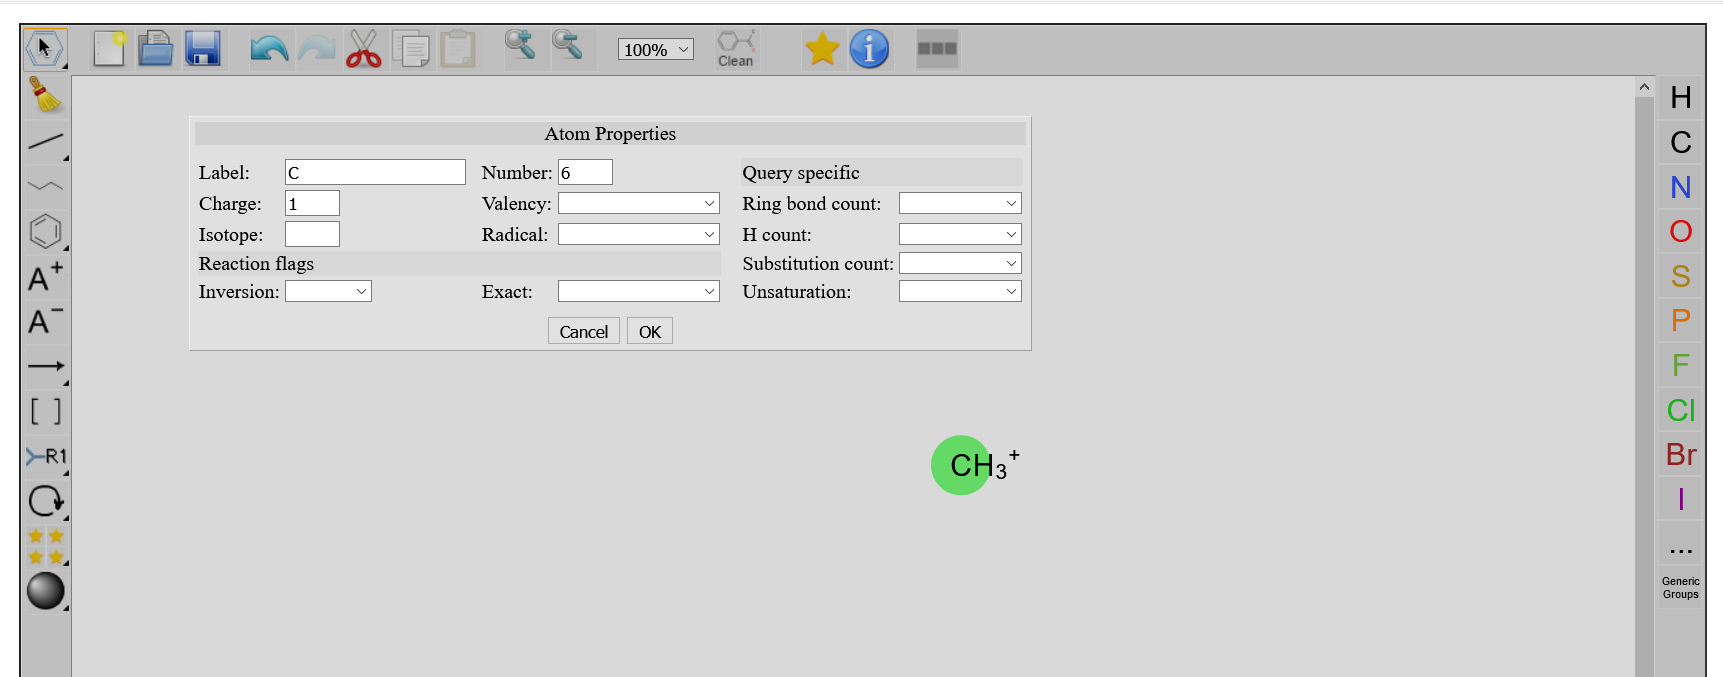 100%
Clean
H
C
N
O
S
P
F
Cl
Br
I
...
Generic
Groups
A+
A−
[ ]
R1
Atom Properties
Label: C Number: 6 Query specific
Charge: 1 Valency: Ring bond count:
Isotope: Radical: H count:
Reaction flags Substitution count:
Inversion: Exact: Unsaturation:
Cancel OK
CH₃⁺